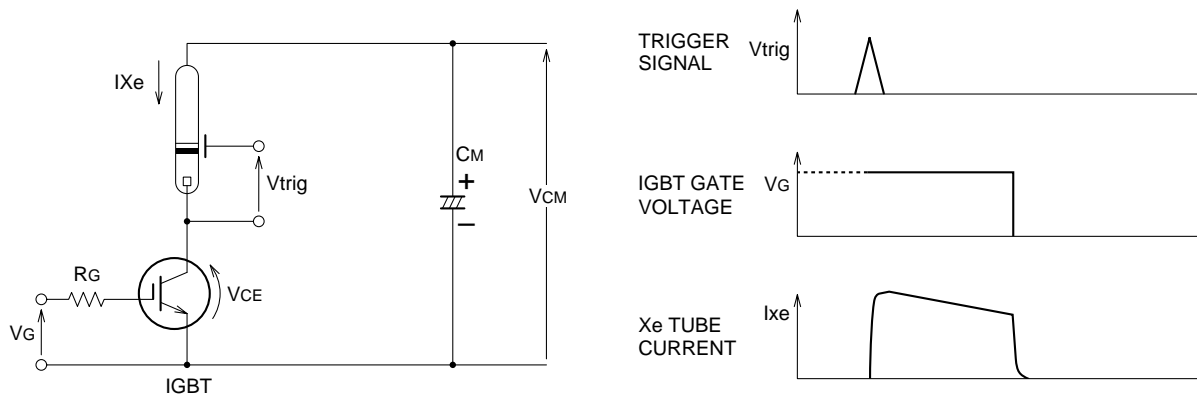 IXe
Vtrig
CM
+
–
VCM
RG
VCE
VG
IGBT
TRIGGER
SIGNAL
Vtrig
IGBT GATE
VOLTAGE
VG
Xe TUBE
CURRENT
Ixe